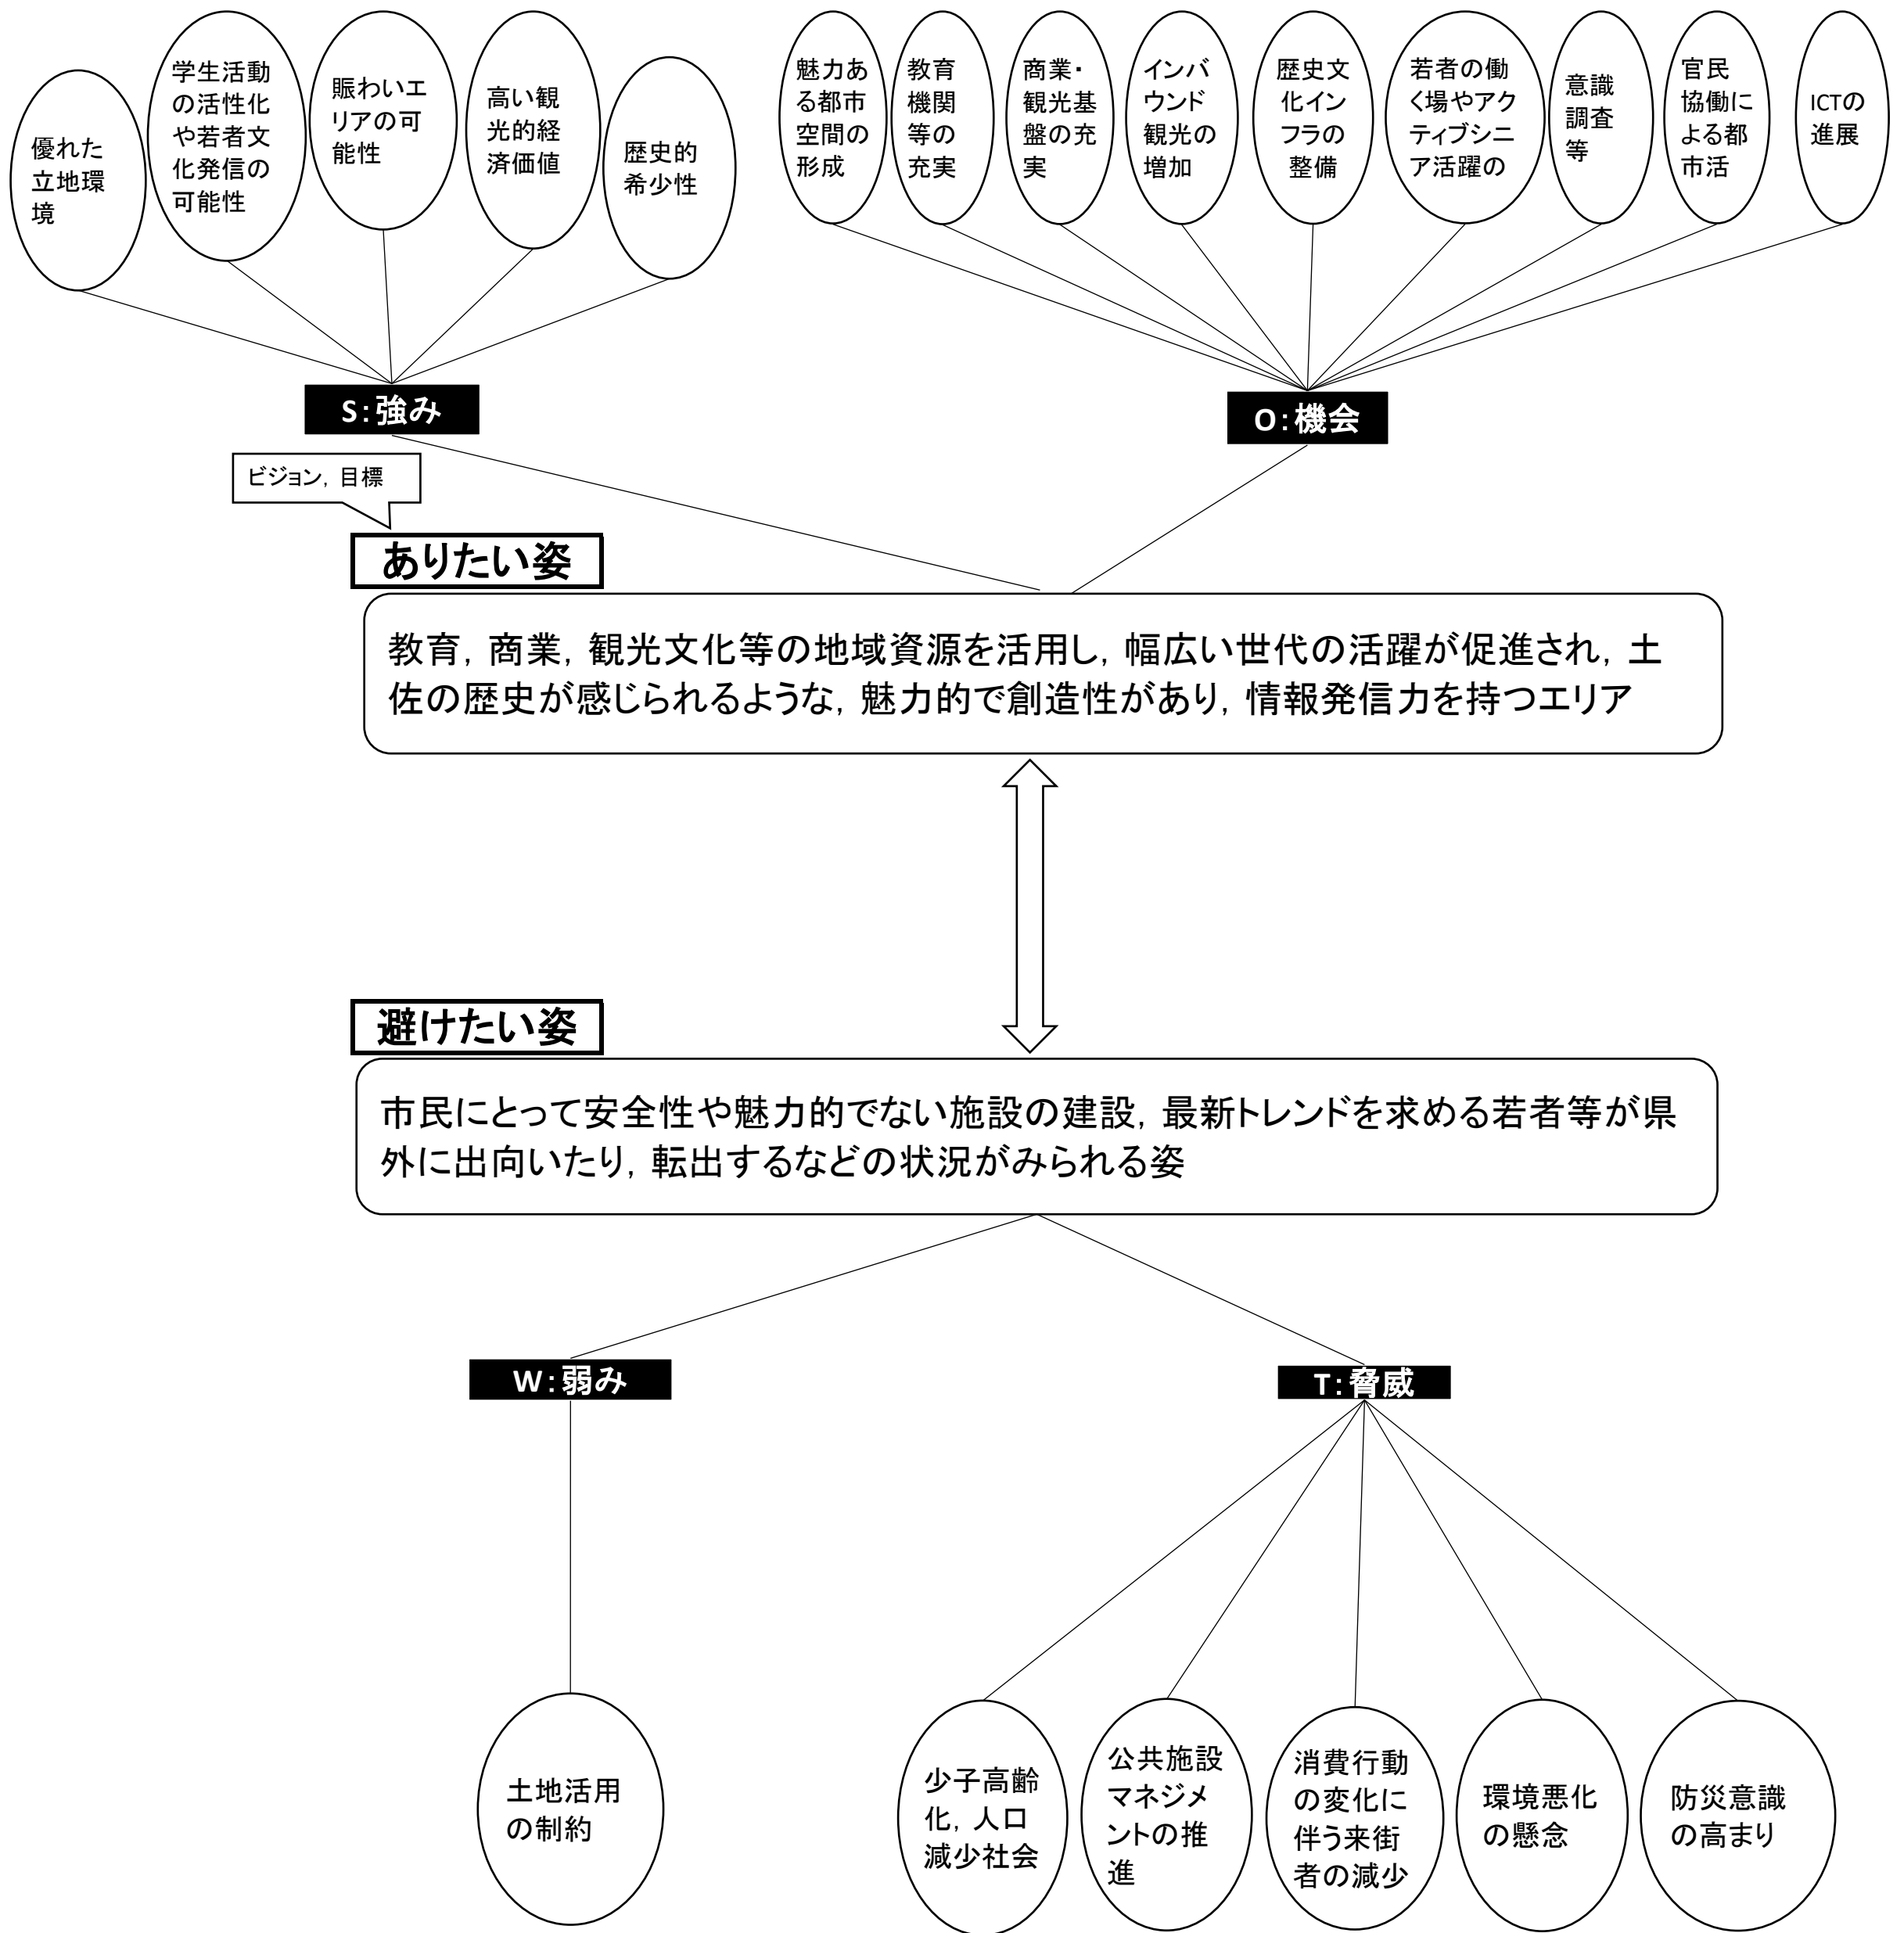 優れた
立地環
境
学生活動
の活性化
や若者文
化発信の
可能性
賑わいエ
リアの可
能性
高い観
光的経
済価値
歴史的
希少性
魅力あ
る都市
空間の
形成
教育
機関
等の
充実
商業・
観光基
盤の充
実
インバ
ウンド
観光の
増加
歴史文
化イン
フラの
整備
若者の働
く場やアク
ティブシニ
ア活躍の
意識
調査
等
官民
協働に
よる都
市活
ICTの
進展
S:強み
O:機会
ビジョン,目標
ありたい姿
教育,商業,観光文化等の地域資源を活用し,幅広い世代の活躍が促進され,土
佐の歴史が感じられるような,魅力的で創造性があり,情報発信力を持つエリア
避けたい姿
市民にとって安全性や魅力的でない施設の建設,最新トレンドを求める若者等が県
外に出向いたり,転出するなどの状況がみられる姿
W:弱み
T:脅威
土地活用
の制約
少子高齢
化,人口
減少社会
公共施設
マネジメ
ントの推
進
消費行動
の変化に
伴う来街
者の減少
環境悪化
の懸念
防災意識
の高まり